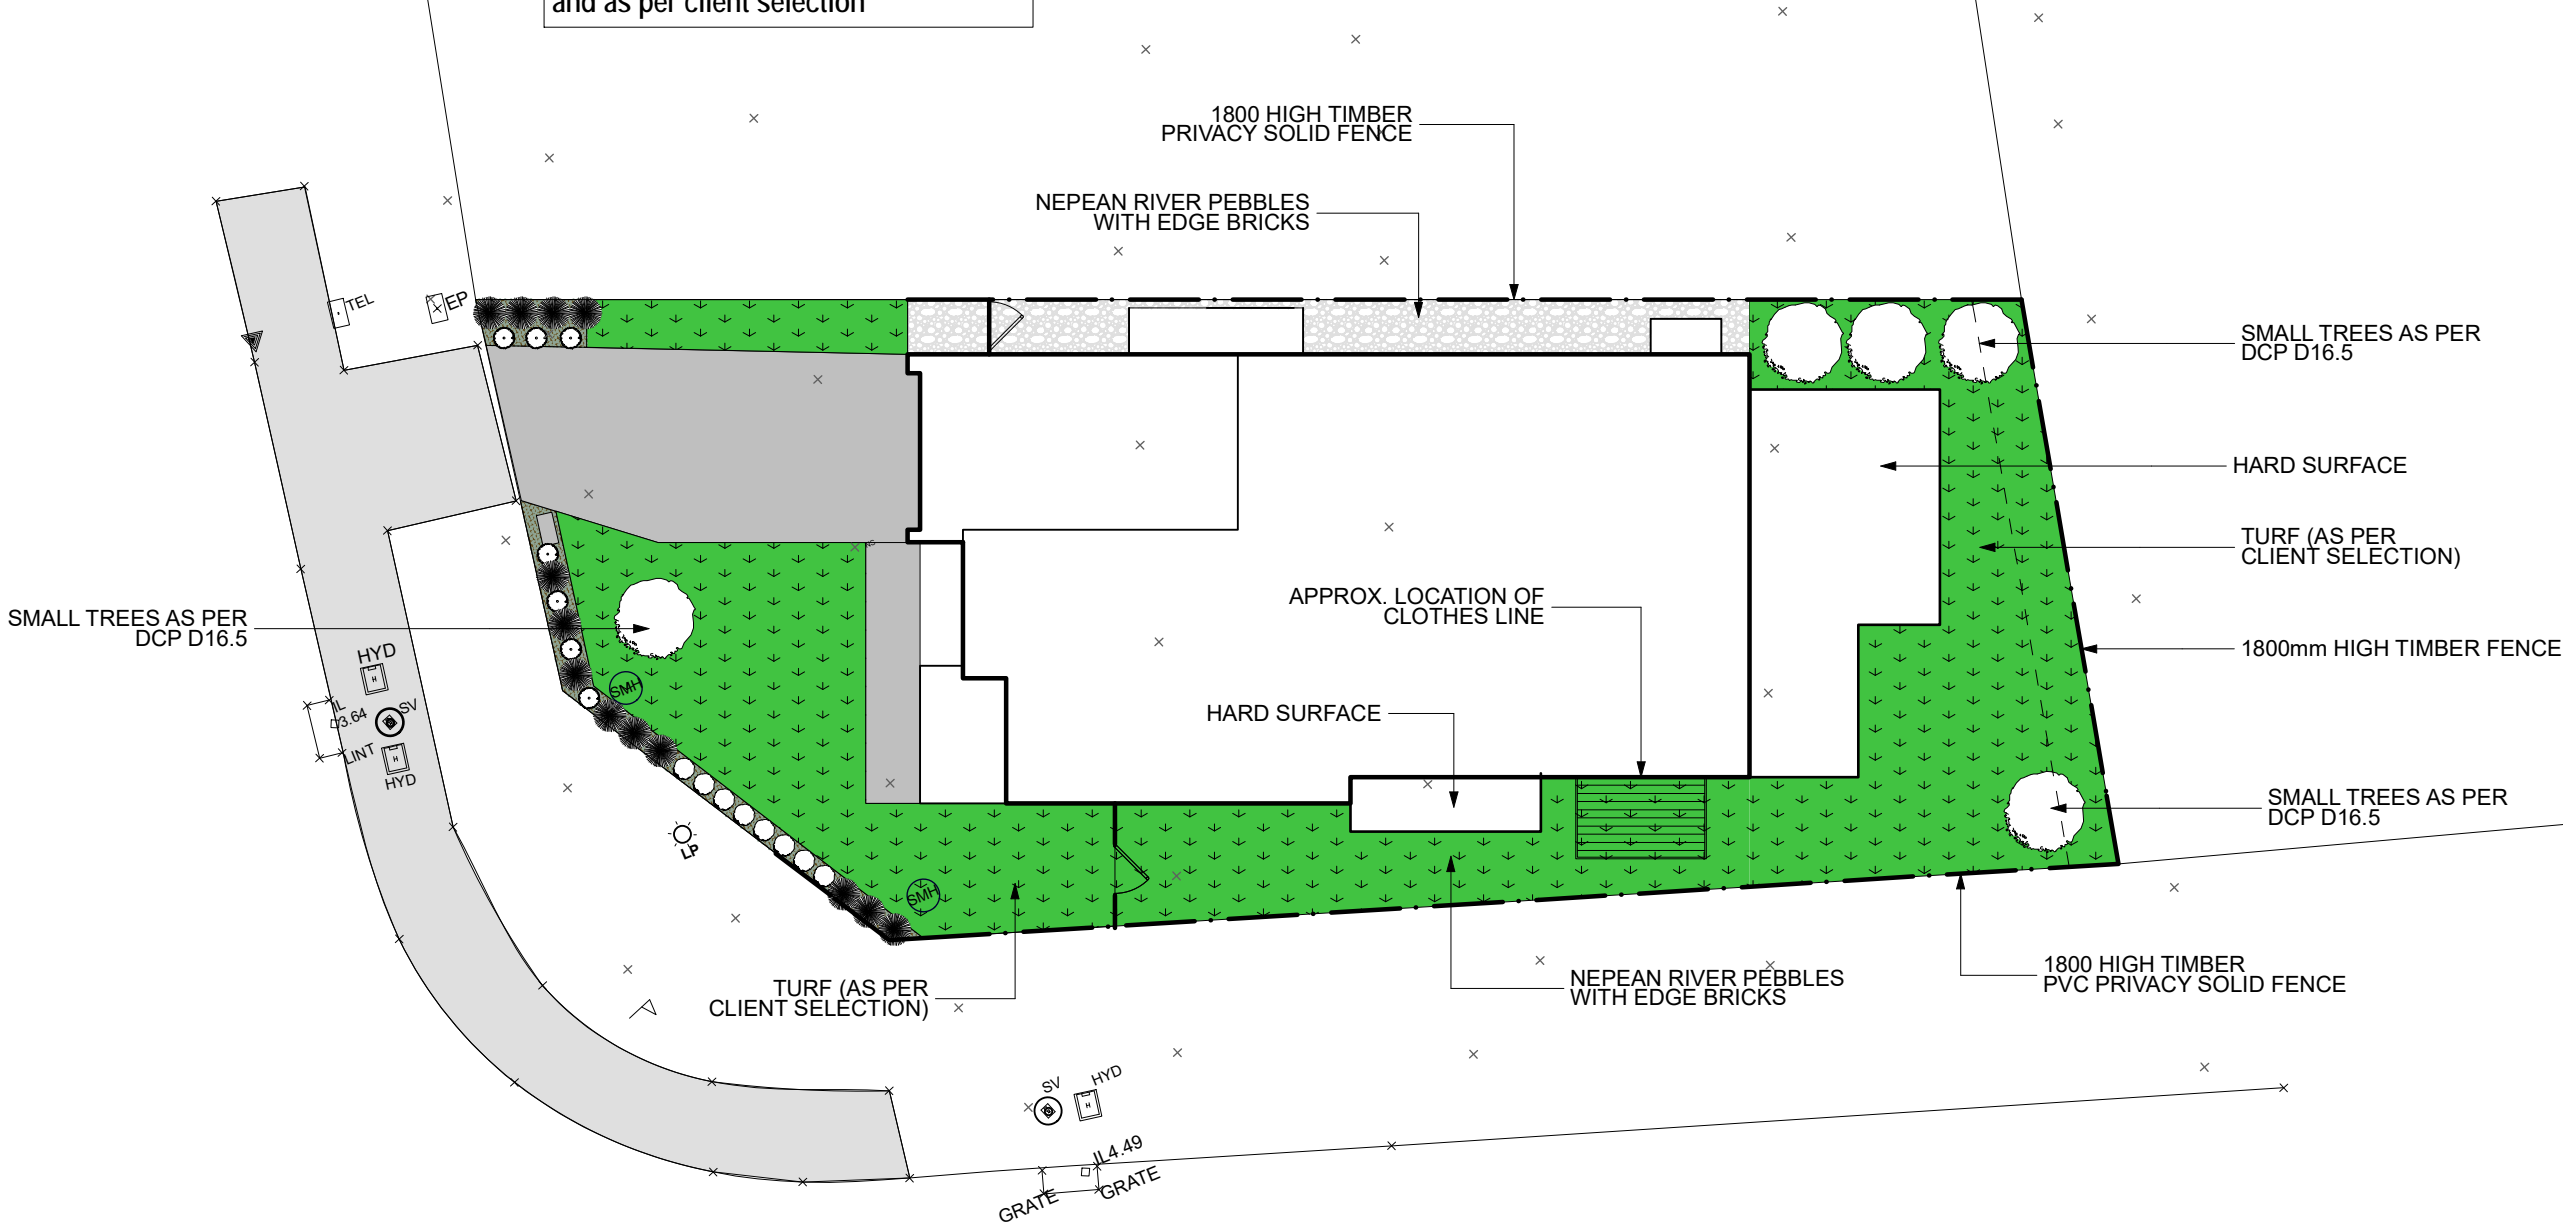 and as per client selection
1800 HIGH TIMBER
PRIVACY SOLID FENCE
NEPEAN RIVER PEBBLES
WITH EDGE BRICKS
TEL
EP
SMALL TREES AS PER
DCP D16.5
HARD SURFACE
TURF (AS PER
CLIENT SELECTION)
APPROX. LOCATION OF
CLOTHES LINE
SMALL TREES AS PER
DCP D16.5
1800mm HIGH TIMBER FENCE
HYD
H
SMH
IL
3.64
SV
HARD SURFACE
LINT
H
HYD
SMALL TREES AS PER
DCP D16.5
LP
SMH
TURF (AS PER
CLIENT SELECTION)
NEPEAN RIVER PEBBLES
WITH EDGE BRICKS
1800 HIGH TIMBER
PVC PRIVACY SOLID FENCE
SV
HYD
H
IL4.49
GRATE
GRATE